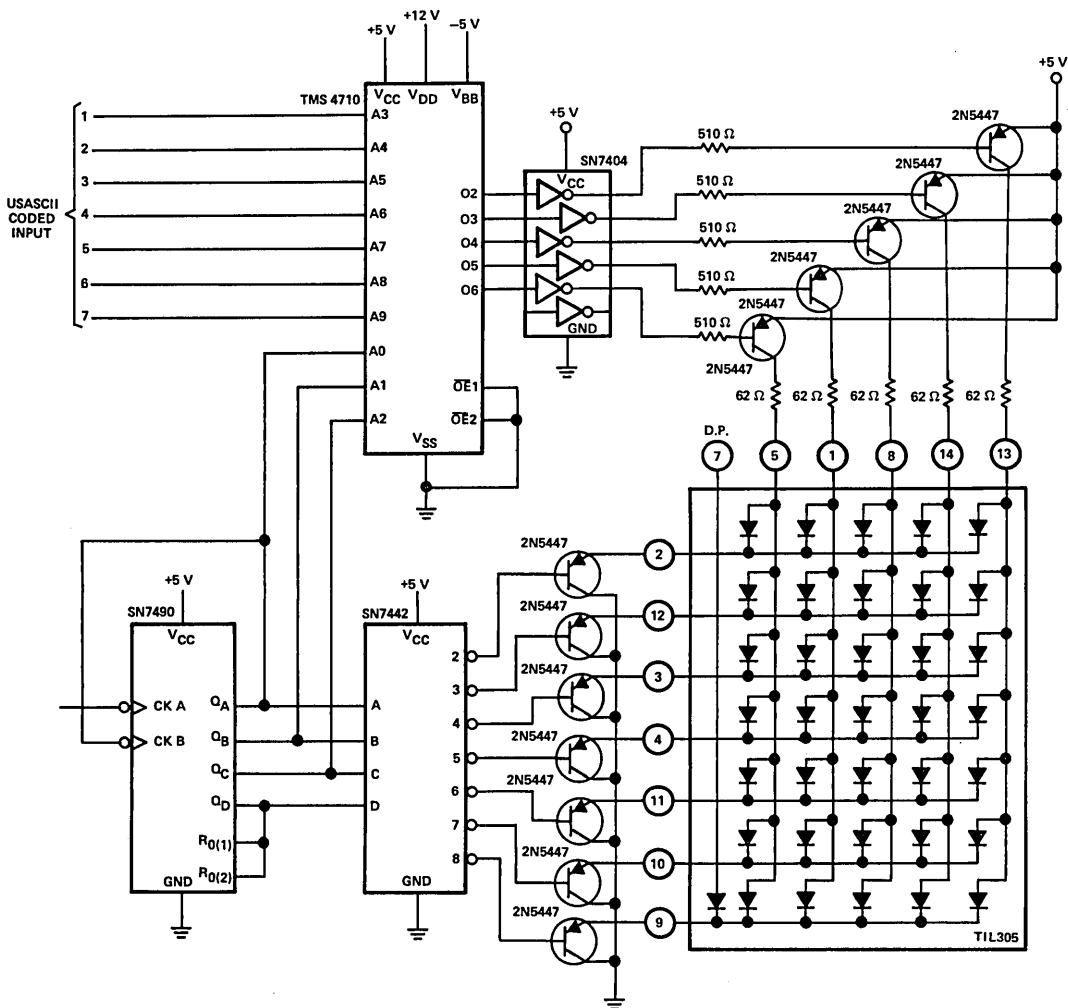 +5 V
+12 V
−5 V
TMS 4710
VCC
VDD
VBB
USASCII
CODED
INPUT
1
2
3
4
5
6
7
A3
A4
A5
A6
A7
A8
A9
A0
A1
A2
O2
O3
O4
O5
O6
OE1
OE2
VSS
+5 V
SN7404
VCC
GND
510 Ω
510 Ω
510 Ω
510 Ω
510 Ω
+5 V
2N5447
2N5447
2N5447
2N5447
2N5447
62 Ω
62 Ω
62 Ω
62 Ω
62 Ω
D.P.
7
5
1
8
14
13
+5 V
SN7490
VCC
CK A
CK B
QA
QB
QC
QD
R0(1)
R0(2)
GND
+5 V
SN7442
VCC
A
B
C
D
2
3
4
5
6
7
8
GND
2N5447
2N5447
2N5447
2N5447
2N5447
2N5447
2N5447
2
12
3
4
11
10
9
TIL305